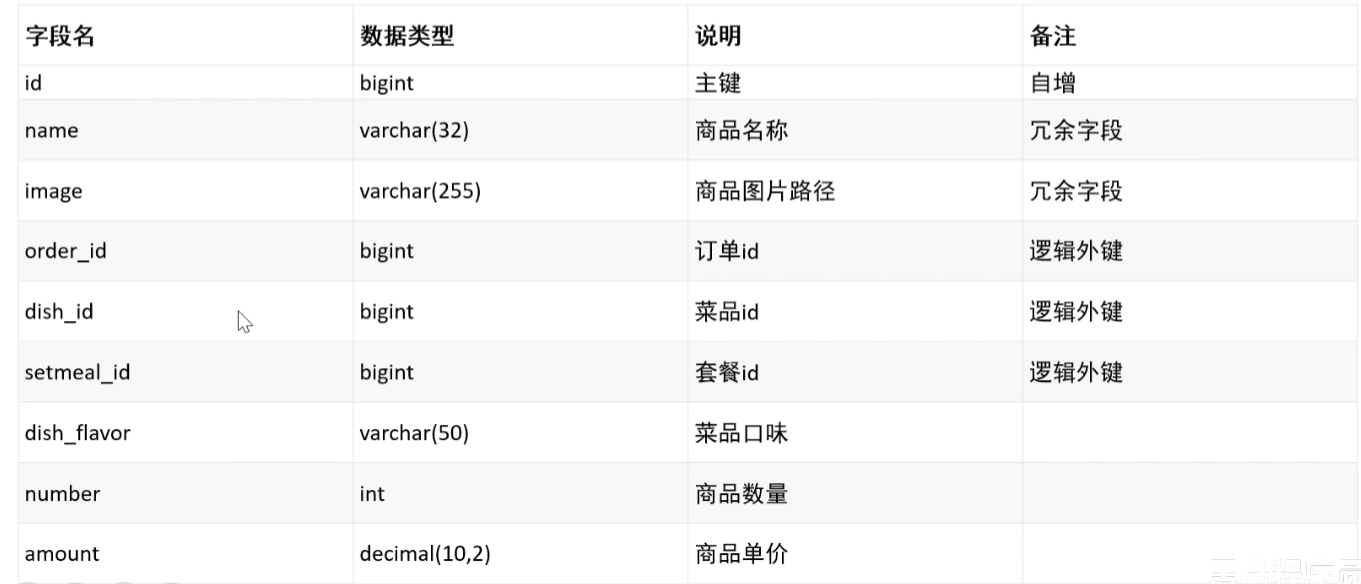 字段名 数据类型 说明 备注
id bigint 主键 自增
name varchar(32) 商品名称 冗余字段
image varchar(255) 商品图片路径 冗余字段
order_id bigint 订单id 逻辑外键
dish_id bigint 菜品id 逻辑外键
setmeal_id bigint 套餐id 逻辑外键
dish_flavor varchar(50) 菜品口味
number int 商品数量
amount decimal(10,2) 商品单价